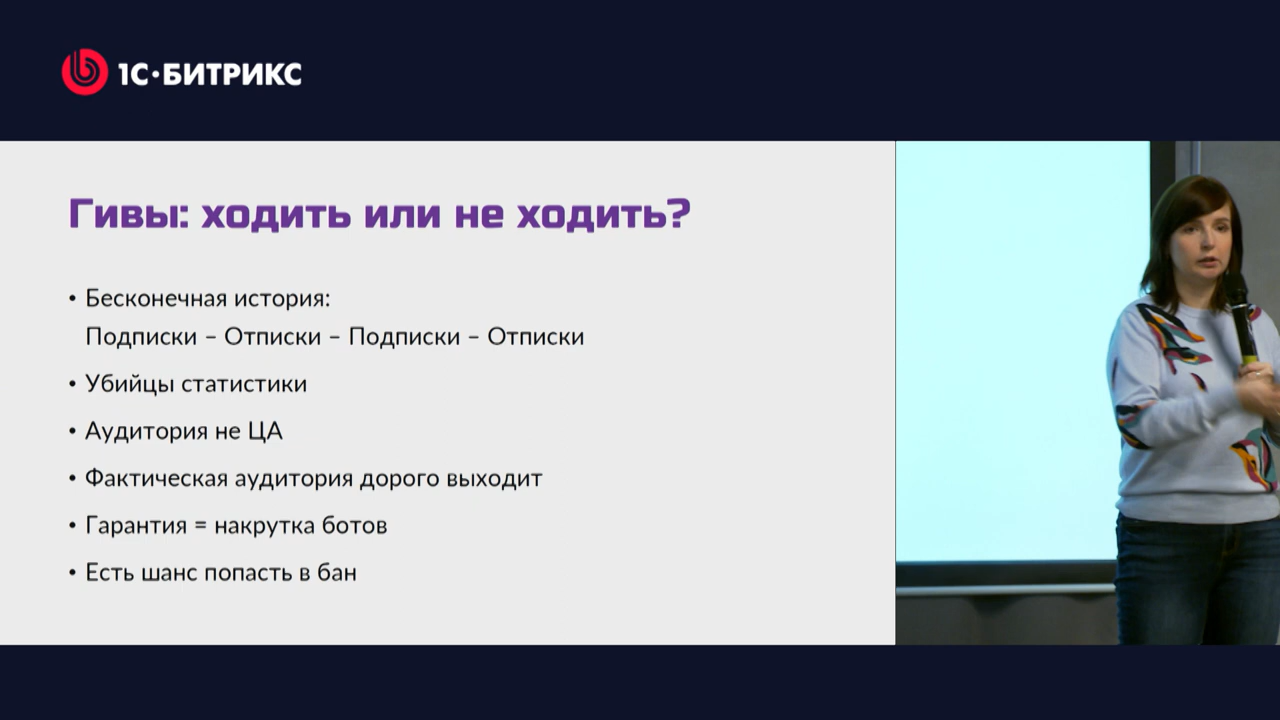 1С·БИТРИКС
Гивы: ходить или не ходить?
• Бесконечная история:
Подписки – Отписки – Подписки – Отписки
• Убийцы статистики
• Аудитория не ЦА
• Фактическая аудитория дорого выходит
• Гарантия = накрутка ботов
• Есть шанс попасть в бан